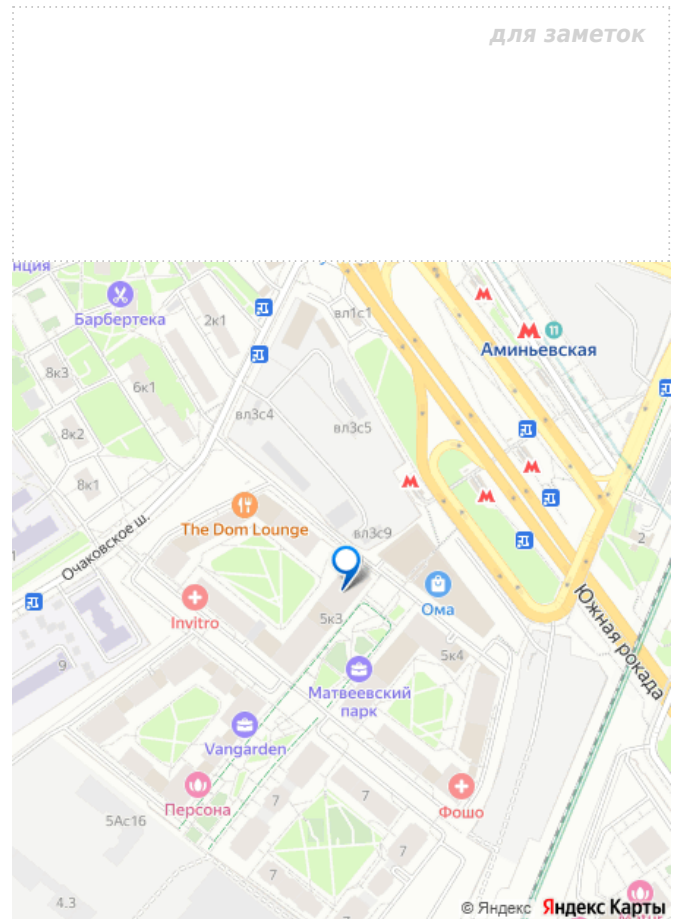 для заметок
нция
Барбертека
2к1
вл1с1
11
Аминьевская
8к3
6к1
вл3с4
вл3с5
8к2
8к1
The Dom Lounge
вл3с9
2
1
Очаковское ш.
Invitro
5к3
Ома
Южная рокада
9
5к4
Матвеевский
парк
Vangarden
Персона
7
7
Фошо
5Ас16
7
4.3
© Яндекс Яндекс Карты